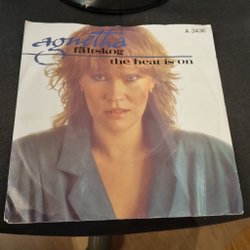 agnetha
A 3436
fältskog
the heat is on